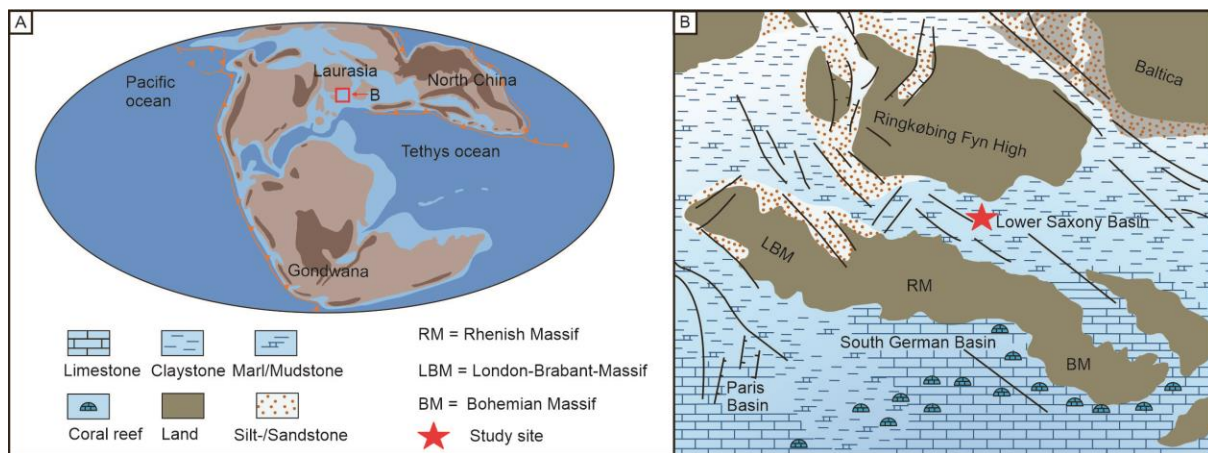 A
Pacific
ocean
Laurasia
North China
B
Tethys ocean
Gondwana
Limestone
Claystone
Marl/Mudstone
Coral reef
Land
Silt-/Sandstone
RM = Rhenish Massif
LBM = London-Brabant-Massif
BM = Bohemian Massif
Study site
B
Baltica
Ringkøbing Fyn High
Lower Saxony Basin
LBM
RM
South German Basin
BM
Paris
Basin